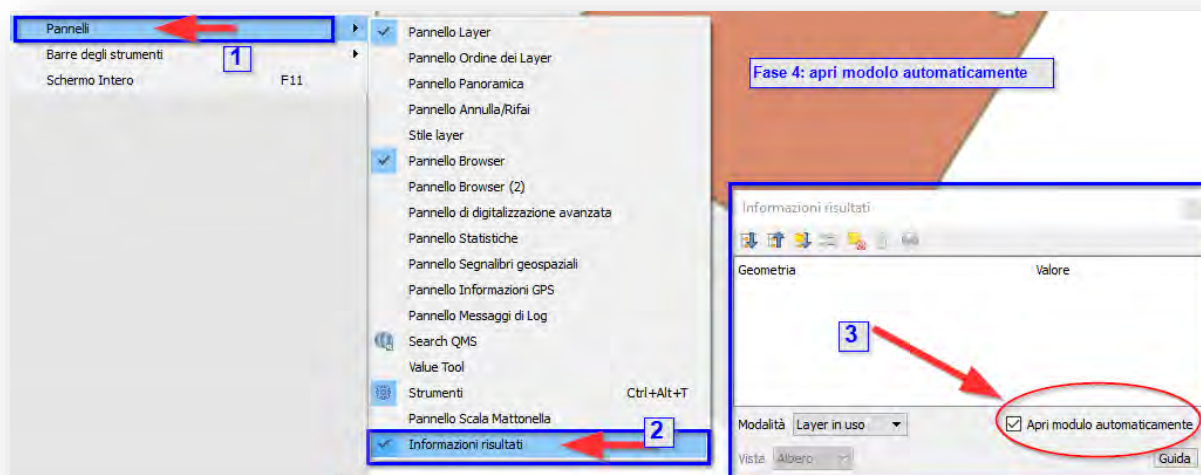 Pannelli
Barre degli strumenti
Schermo Intero F11
1
Pannello Layer
Pannello Ordine dei Layer
Pannello Panoramica
Pannello Annulla/Rifai
Stile layer
Pannello Browser
Pannello Browser (2)
Pannello di digitalizzazione avanzata
Pannello Statistiche
Pannello Segnalibri geospaziali
Pannello Informazioni GPS
Pannello Messaggi di Log
Search QMS
Value Tool
Strumenti Ctrl+Alt+T
Pannello Scala Mattonella
Informazioni risultati
2
Fase 4: apri modolo automaticamente
Informazioni risultati
Geometria Valore
3
Modalità Layer in uso Apri modulo automaticamente
Vista Albero Guida